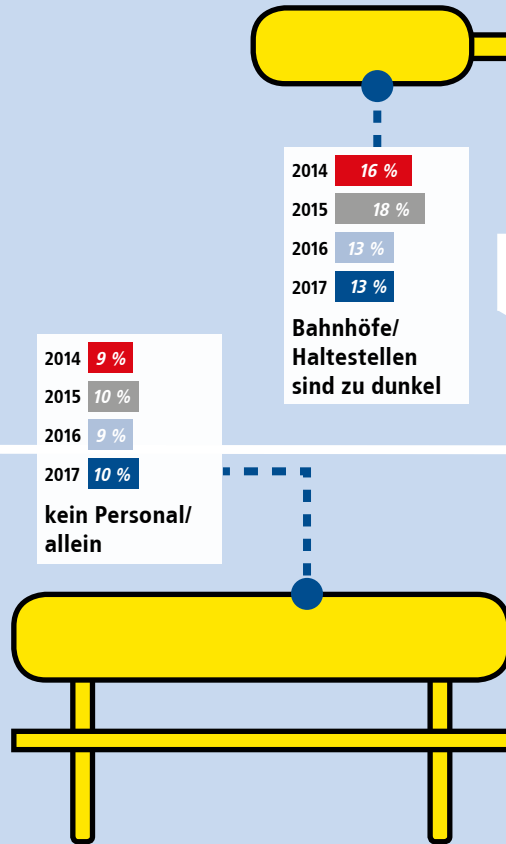 2014 16 %
2015 18 %
2016 13 %
2017 13 %
Bahnhöfe/
Haltestellen
sind zu dunkel
2014 9 %
2015 10 %
2016 9 %
2017 10 %
kein Personal/
allein